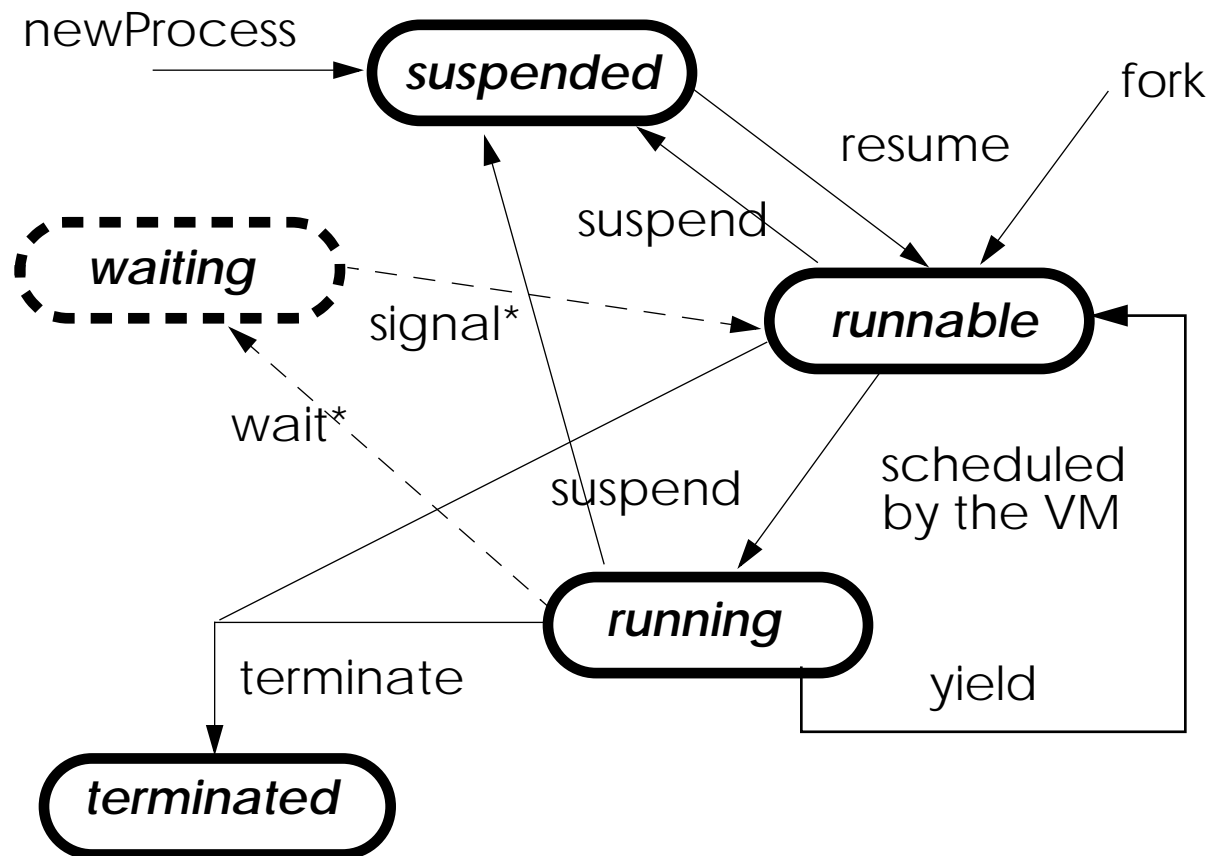 newProcess
suspended
fork
resume
suspend
waiting
signal*
runnable
wait*
suspend
scheduled
by the VM
running
terminate
yield
terminated